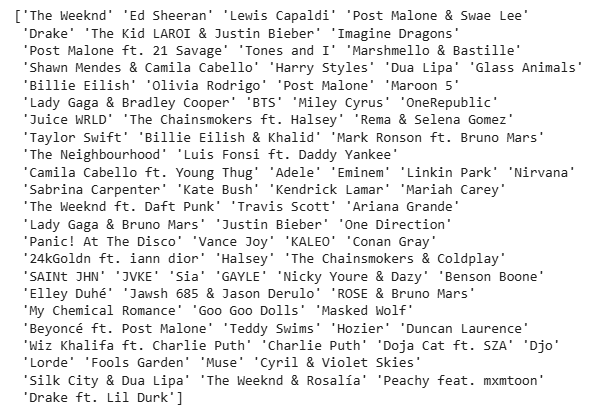 ['The Weeknd' 'Ed Sheeran' 'Lewis Capaldi' 'Post Malone & Swae Lee'
'Drake' 'The Kid LAROI & Justin Bieber' 'Imagine Dragons'
'Post Malone ft. 21 Savage' 'Tones and I' 'Marshmello & Bastille'
'Shawn Mendes & Camila Cabello' 'Harry Styles' 'Dua Lipa' 'Glass Animals'
'Billie Eilish' 'Olivia Rodrigo' 'Post Malone' 'Maroon 5'
'Lady Gaga & Bradley Cooper' 'BTS' 'Miley Cyrus' 'OneRepublic'
'Juice WRLD' 'The Chainsmokers ft. Halsey' 'Rema & Selena Gomez'
'Taylor Swift' 'Billie Eilish & Khalid' 'Mark Ronson ft. Bruno Mars'
'The Neighbourhood' 'Luis Fonsi ft. Daddy Yankee'
'Camila Cabello ft. Young Thug' 'Adele' 'Eminem' 'Linkin Park' 'Nirvana'
'Sabrina Carpenter' 'Kate Bush' 'Kendrick Lamar' 'Mariah Carey'
'The Weeknd ft. Daft Punk' 'Travis Scott' 'Ariana Grande'
'Lady Gaga & Bruno Mars' 'Justin Bieber' 'One Direction'
'Panic! At The Disco' 'Vance Joy' 'KALEO' 'Conan Gray'
'24kGoldn ft. iann dior' 'Halsey' 'The Chainsmokers & Coldplay'
'SAINt JHN' 'JVKE' 'Sia' 'GAYLE' 'Nicky Youre & Dazy' 'Benson Boone'
'Elley Duhé' 'Jawsh 685 & Jason Derulo' 'ROSE & Bruno Mars'
'My Chemical Romance' 'Goo Goo Dolls' 'Masked Wolf'
'Beyoncé ft. Post Malone' 'Teddy Swims' 'Hozier' 'Duncan Laurence'
'Wiz Khalifa ft. Charlie Puth' 'Charlie Puth' 'Doja Cat ft. SZA' 'Djo'
'Lorde' 'Fools Garden' 'Muse' 'Cyril & Violet Skies'
'Silk City & Dua Lipa' 'The Weeknd & Rosalía' 'Peachy feat. mxmtoon'
'Drake ft. Lil Durk']